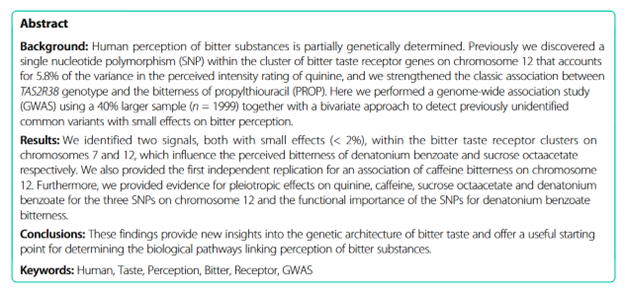 Abstract
Background: Human perception of bitter substances is partially genetically determined. Previously we discovered a
single nucleotide polymorphism (SNP) within the cluster of bitter taste receptor genes on chromosome 12 that accounts
for 5.8% of the variance in the perceived intensity rating of quinine, and we strengthened the classic association between
TAS2R38 genotype and the bitterness of propylthiouracil (PROP). Here we performed a genome-wide association study
(GWAS) using a 40% larger sample (n = 1999) together with a bivariate approach to detect previously unidentified
common variants with small effects on bitter perception.
Results: We identified two signals, both with small effects (< 2%), within the bitter taste receptor clusters on
chromosomes 7 and 12, which influence the perceived bitterness of denatonium benzoate and sucrose octaacetate
respectively. We also provided the first independent replication for an association of caffeine bitterness on chromosome
12. Furthermore, we provided evidence for pleiotropic effects on quinine, caffeine, sucrose octaacetate and denatonium
benzoate for the three SNPs on chromosome 12 and the functional importance of the SNPs for denatonium benzoate
bitterness.
Conclusions: These findings provide new insights into the genetic architecture of bitter taste and offer a useful starting
point for determining the biological pathways linking perception of bitter substances.
Keywords: Human, Taste, Perception, Bitter, Receptor, GWAS